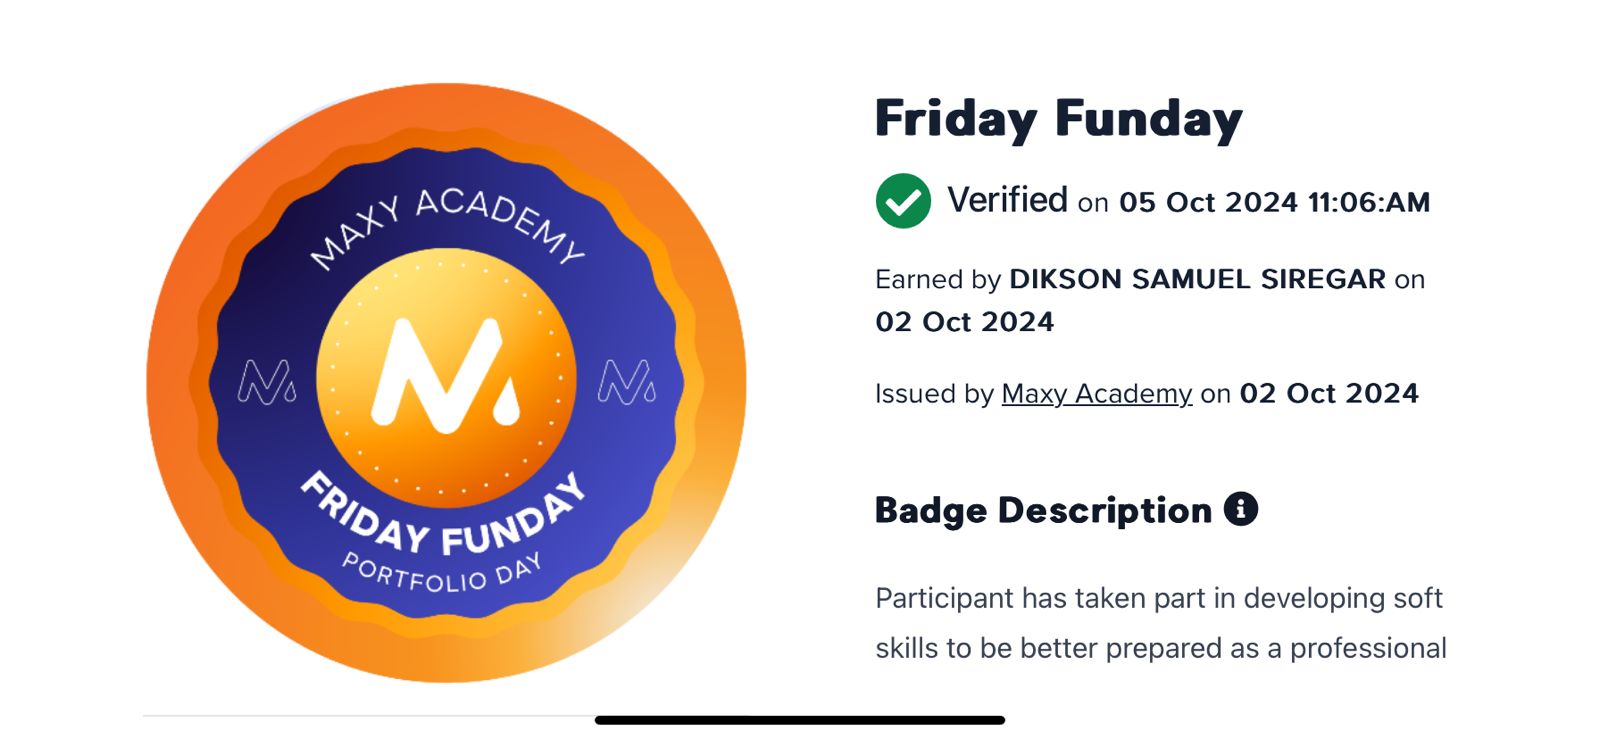 MAXY ACADEMY
FRIDAY FUNDAY
PORTFOLIO DAY
Friday Funday
Verified on 05 Oct 2024 11:06:AM
Earned by DIKSON SAMUEL SIREGAR on
02 Oct 2024
Issued by Maxy Academy on 02 Oct 2024
Badge Description
Participant has taken part in developing soft
skills to be better prepared as a professional